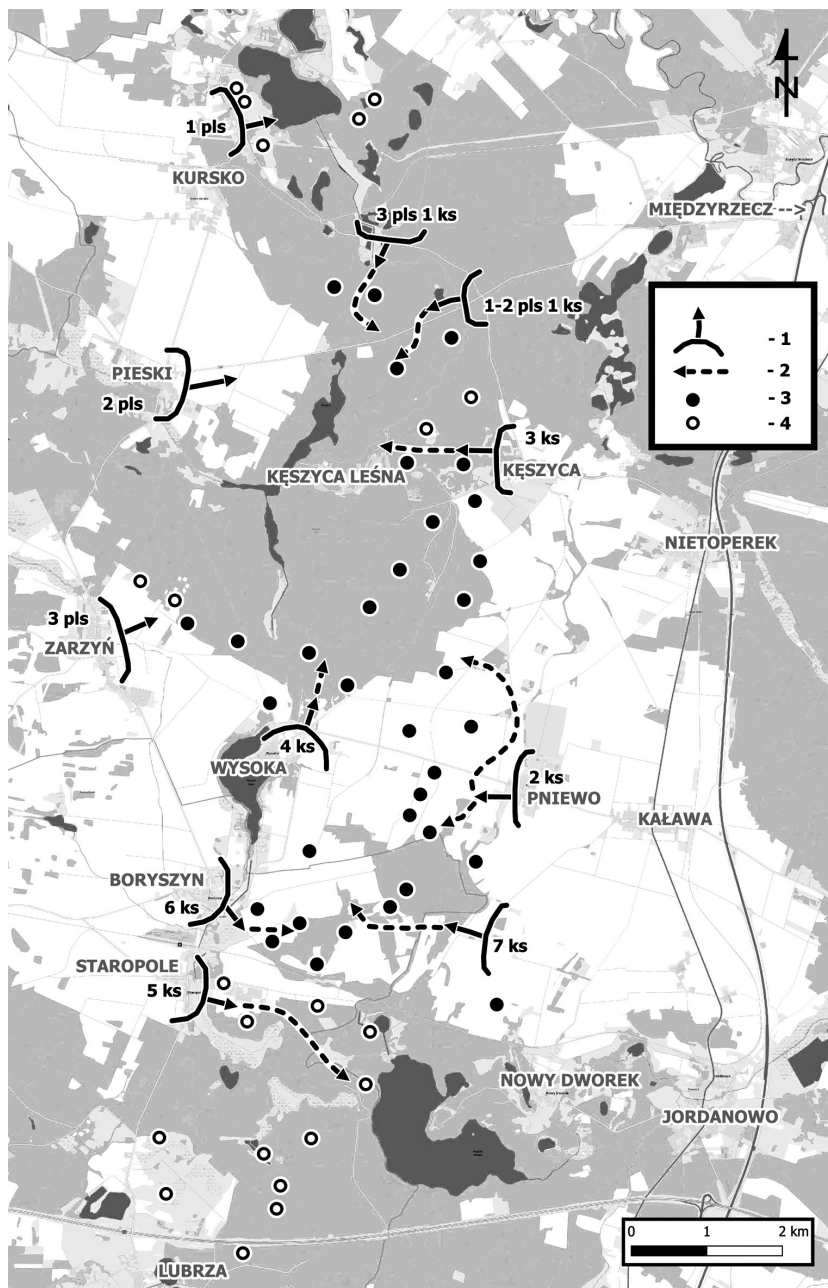 N
1 pls
KURSKO
MIĘDZYRZECZ -->
3 pls 1 ks
1-2 pls 1 ks
- 1
- 2
- 3
- 4
PIESKI
2 pls
3 ks
KĘSZYCA LEŚNA
KĘSZYCA
NIETOPEREK
3 pls
ZARZYŃ
4 ks
WYSOKA
2 ks
PNIEWO
KAŁAWA
BORYSZYN
6 ks
7 ks
STAROPOLE
5 ks
NOWY DWOREK
JORDANOWO
0 1 2 km
LUBRZA